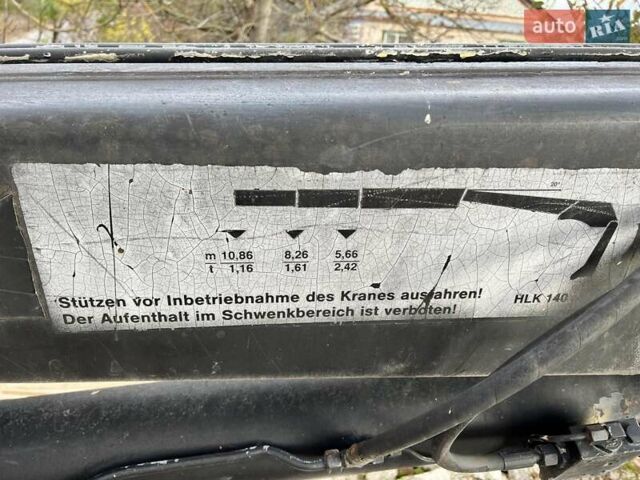 auto RIA
20°
m 10,86 8,26 5,66
t 1,16 1,61 2,42
Stützen vor Inbetriebnahme des Kranes ausfahren!
HLK 140
Der Aufenthalt im Schwenkbereich ist verboten!